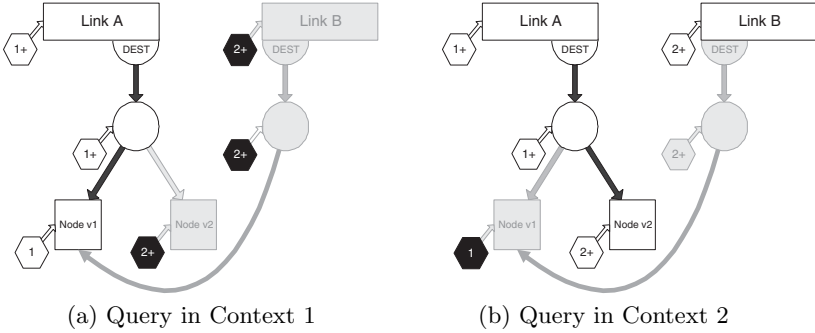 Link A
Link B
1+
DEST
2+
DEST
1+
2+
Node v1
Node v2
1
2+
(a) Query in Context 1
Link A
Link B
1+
DEST
2+
DEST
1+
2+
Node v1
Node v2
1
2+
(b) Query in Context 2